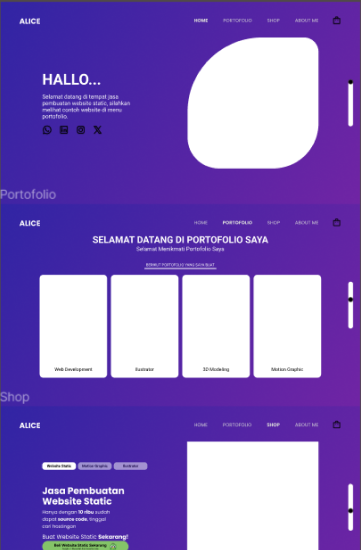 ALICE
HOME PORTOFOLIO SHOP ABOUT ME
HALLO...
Selamat datang di tempat jasa
pembuatan website static, silahkan
melihat contoh website di menu
portofolio.
Portofolio
ALICE
HOME PORTOFOLIO SHOP ABOUT ME
SELAMAT DATANG DI PORTOFOLIO SAYA
Selamat Menikmati Portofolio Saya
BERIKUT PORTOFOLIO YANG SAYA BUAT
Web Development
Ilustrator
3D Modeling
Motion Graphic
Shop
ALICE
HOME PORTOFOLIO SHOP ABOUT ME
Website Static Motion Graphic Ilustrator
Jasa Pembuatan
Website Static
Hanya dengan 10 ribu sudah
dapat source code, tinggal
cari hostingan
Buat Website Static Sekarang!
Beli Website Static Sekarang